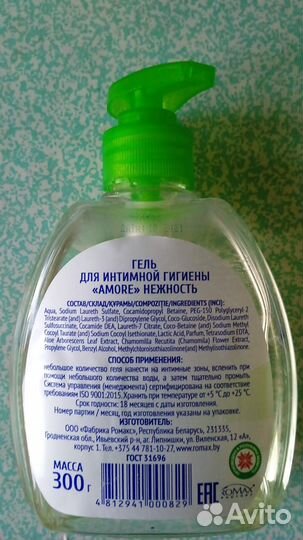 ГЕЛЬ
ДЛЯ ИНТИМНОЙ ГИГИЕНЫ
«AMORE» НЕЖНОСТЬ
СОСТАВ/СКЛАД/ҚҰРАМЫ/COMPOZIȚIE/INGREDIENTS (INCI):
Aqua, Sodium Laureth Sulfate, Cocamidopropyl Betaine, PEG-150 Polyglyceryl-2
Tristearate (and) Laureth-3 (and) Dipropylene Glycol, Coco-Glucoside, Disodium Laureth
Sulfosuccinate, Cocamide DEA, Laureth-7 Citrate, Coco-Betaine (and) Sodium Methyl
Cocoyl Taurate (and) Sodium Cocoyl Isethionate, Lactic Acid, Parfum, Tetrasodium EDTA,
Aloe Arborescens Leaf Extract, Chamomilla Recutita (Chamomile) Flower Extract,
Propylene Glycol, Benzyl Alcohol, Methylchloroisothiazolinone(and)Methylisothiazolinone.
СПОСОБ ПРИМЕНЕНИЯ:
небольшое количество геля нанести на интимные зоны, вспенить при
помощи небольшого количества воды, а затем тщательно промыть.
Система управления (менеджмента) сертифицирована на соответствие
требованиям ISO 9001:2015. Хранить при температуре от +5 °С до +25 °С
Срок годности: 18 месяцев с даты изготовления.
Номер партии / месяц, год изготовления указаны на упаковке.
ИЗГОТОВИТЕЛЬ:
ООО «Фабрика Ромакс», Республика Беларусь, 231335,
Гродненская обл., Ивьевский р-н, аг. Липнишки, ул. Виленская, 12 «А»,
корпус 1. Тел. +375 44 781-10-27, www.romax.by
ГОСТ 31696
МАССА
300 г
4 812941 000829
EAC
ROMAX
Avito